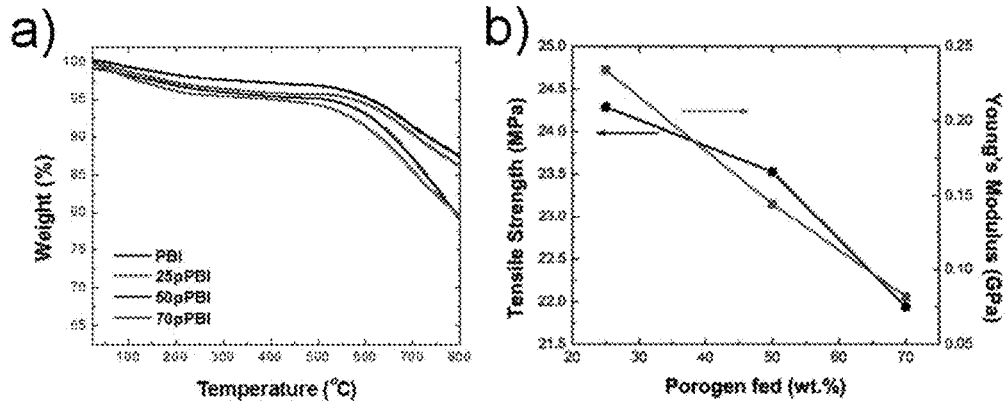 a)
100
95
90
85
80
75
70
65
Weight (%)
PBI
25pPBI
50pPBI
70pPBI
100 200 300 400 500 600 700 800
Temperature (°C)
b)
25.0
24.5
24.0
23.5
23.0
22.5
22.0
21.5
Tensite Strength (MPa)
0.25
0.20
0.15
0.10
0.05
Young's Modulus (GPa)
20 30 40 50 60 70
Porogen fed (wt.%)